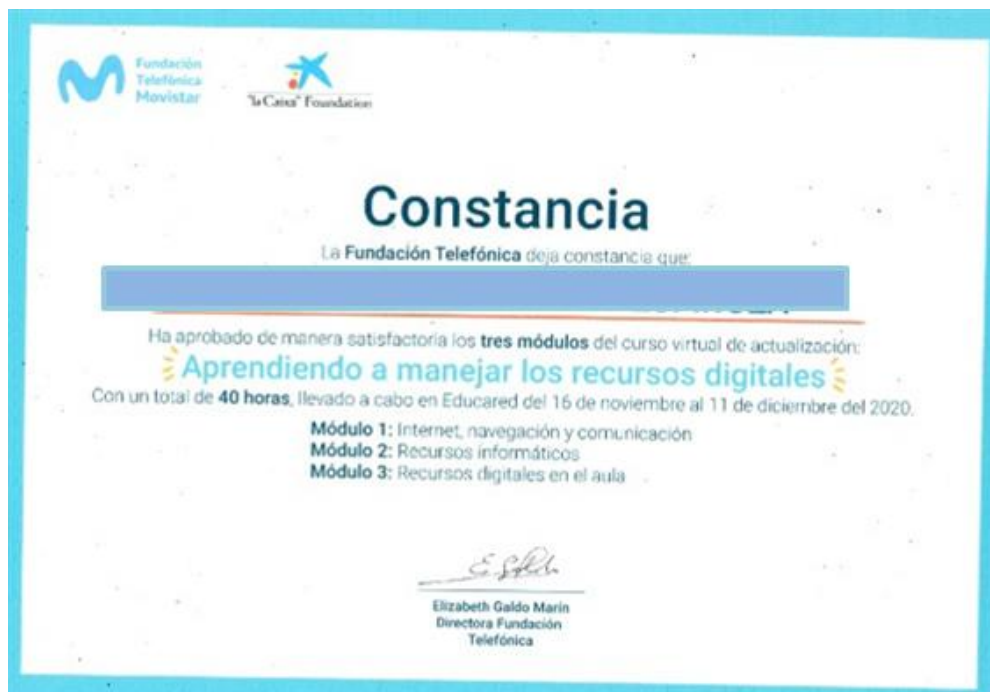 Fundación
Telefónica
Movistar
"la Caixa" Foundation
Constancia
La Fundación Telefónica deja constancia que:
Ha aprobado de manera satisfactoria los tres módulos del curso virtual de actualización:
Aprendiendo a manejar los recursos digitales
Con un total de 40 horas, llevado a cabo en Educared del 16 de noviembre al 11 de diciembre del 2020.
Módulo 1: Internet, navegación y comunicación
Módulo 2: Recursos informáticos
Módulo 3: Recursos digitales en el aula
Elizabeth Galdo Marín
Directora Fundación
Telefónica